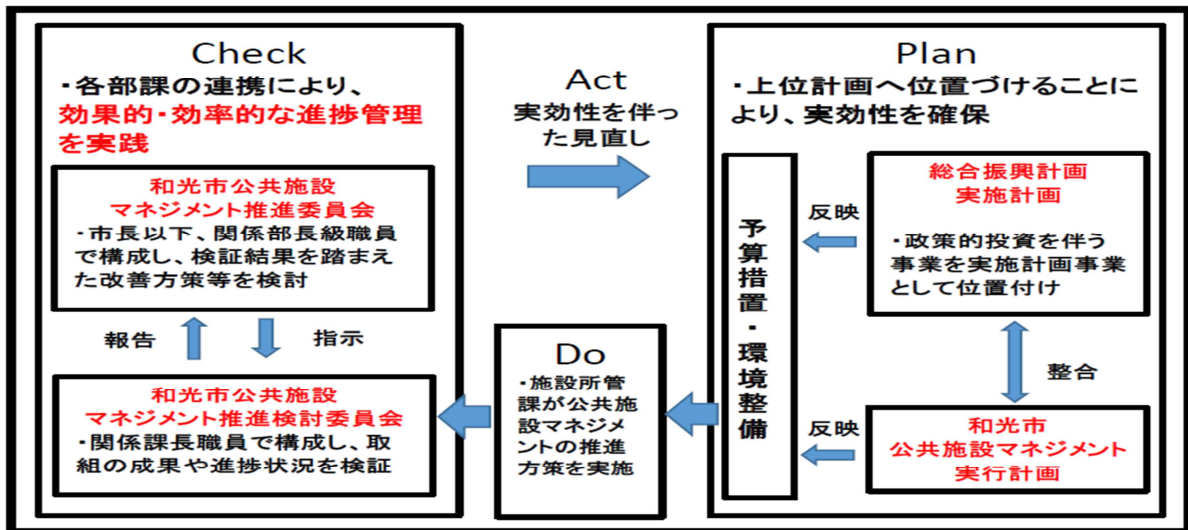 Check
・各部課の連携により、
効果的・効率的な進捗管理
を実践
和光市公共施設
マネジメント推進委員会
・市長以下、関係部長級職員
で構成し、検証結果を踏まえ
た改善方策等を検討
報告
指示
和光市公共施設
マネジメント推進検討委員会
・関係課長職員で構成し、取
組の成果や進捗状況を検証
Act
実効性を伴っ
た見直し
Do
・施設所管
課が公共施
設マネジメ
ントの推進
方策を実施
Plan
・上位計画へ位置づけることに
より、実効性を確保
予算措置・環境整備
反映
総合振興計画
実施計画
・政策的投資を伴う
事業を実施計画事業
として位置付け
整合
反映
和光市
公共施設マネジメント
実行計画